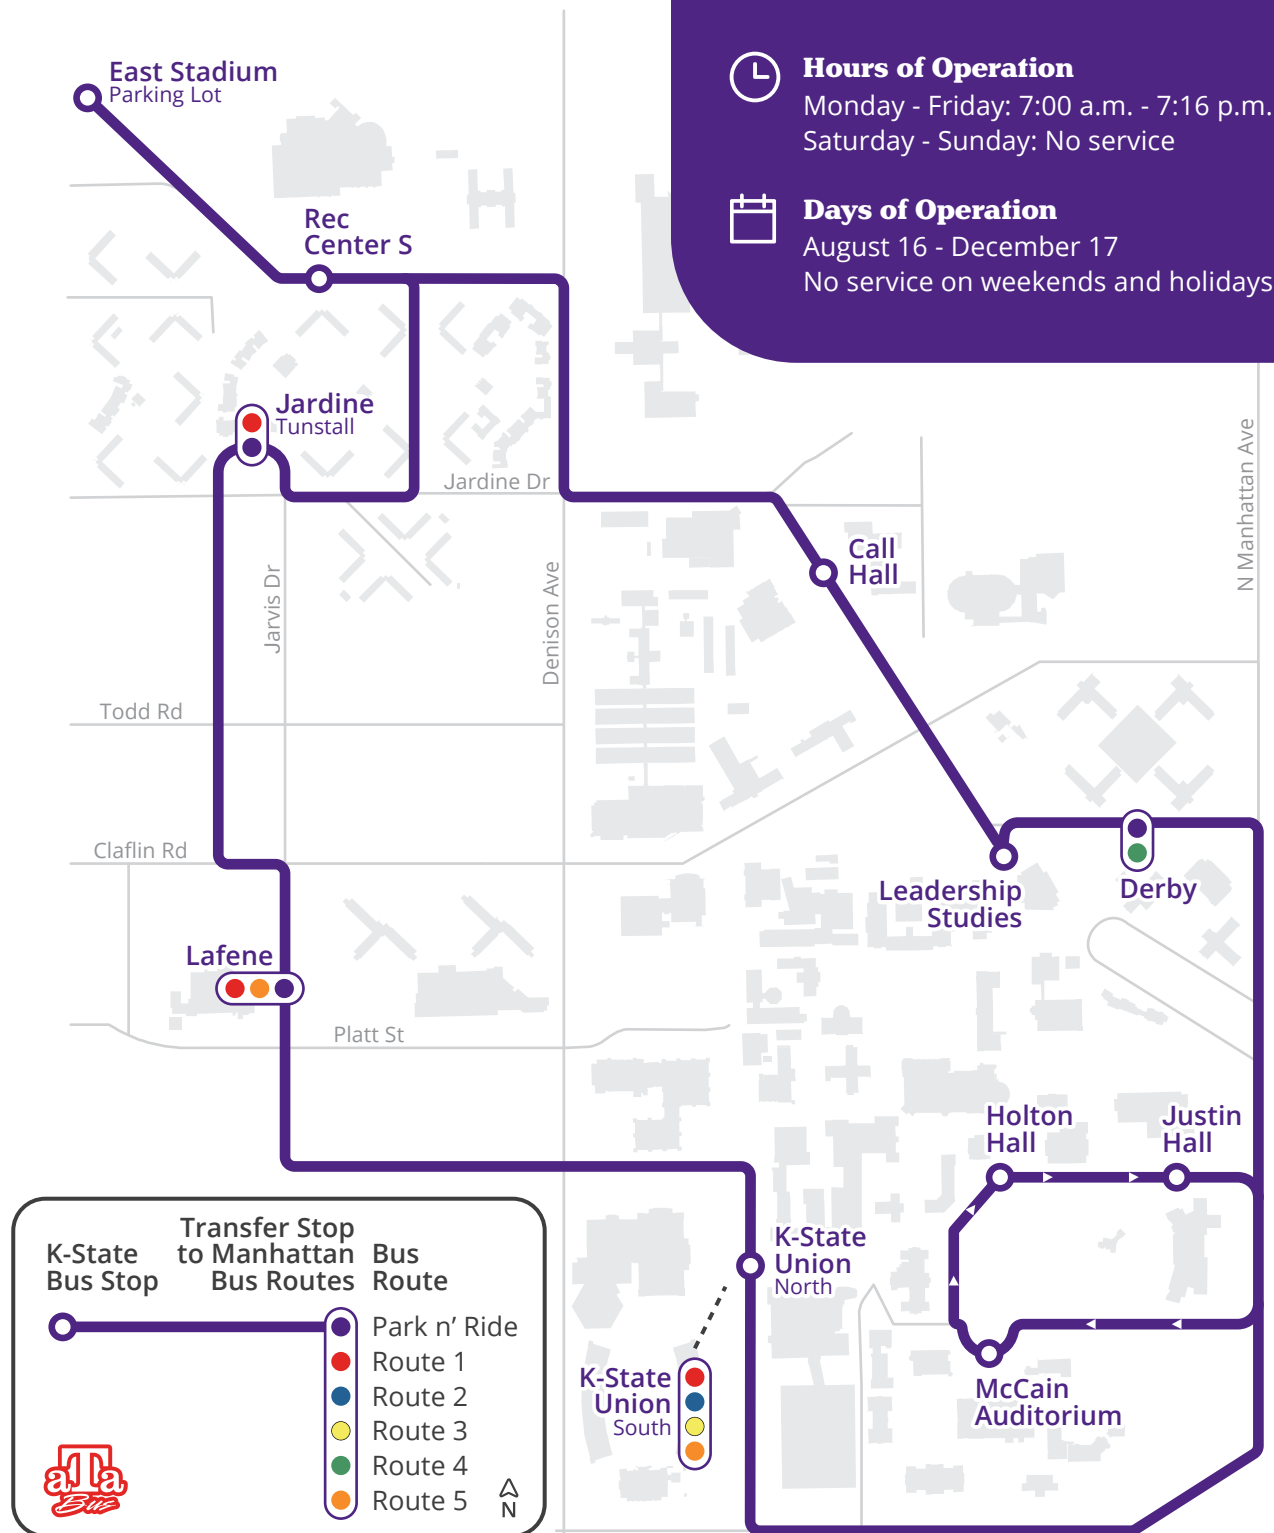 East Stadium
Parking Lot
Hours of Operation
Monday - Friday: 7:00 a.m. - 7:16 p.m.
Saturday - Sunday: No service
Days of Operation
August 16 - December 17
No service on weekends and holidays
Rec
Center S
Jardine
Tunstall
Jardine Dr
N Manhattan Ave
Call
Hall
Jarvis Dr
Denison Ave
Todd Rd
Claflin Rd
Leadership
Studies
Derby
Lafene
Platt St
Holton
Hall
Justin
Hall
K-State
Union
North
K-State
Union
South
McCain
Auditorium
K-State
Bus Stop
Transfer Stop
to Manhattan
Bus Routes
Bus
Route
Park n’ Ride
Route 1
Route 2
Route 3
Route 4
Route 5
aTa
Bus
N